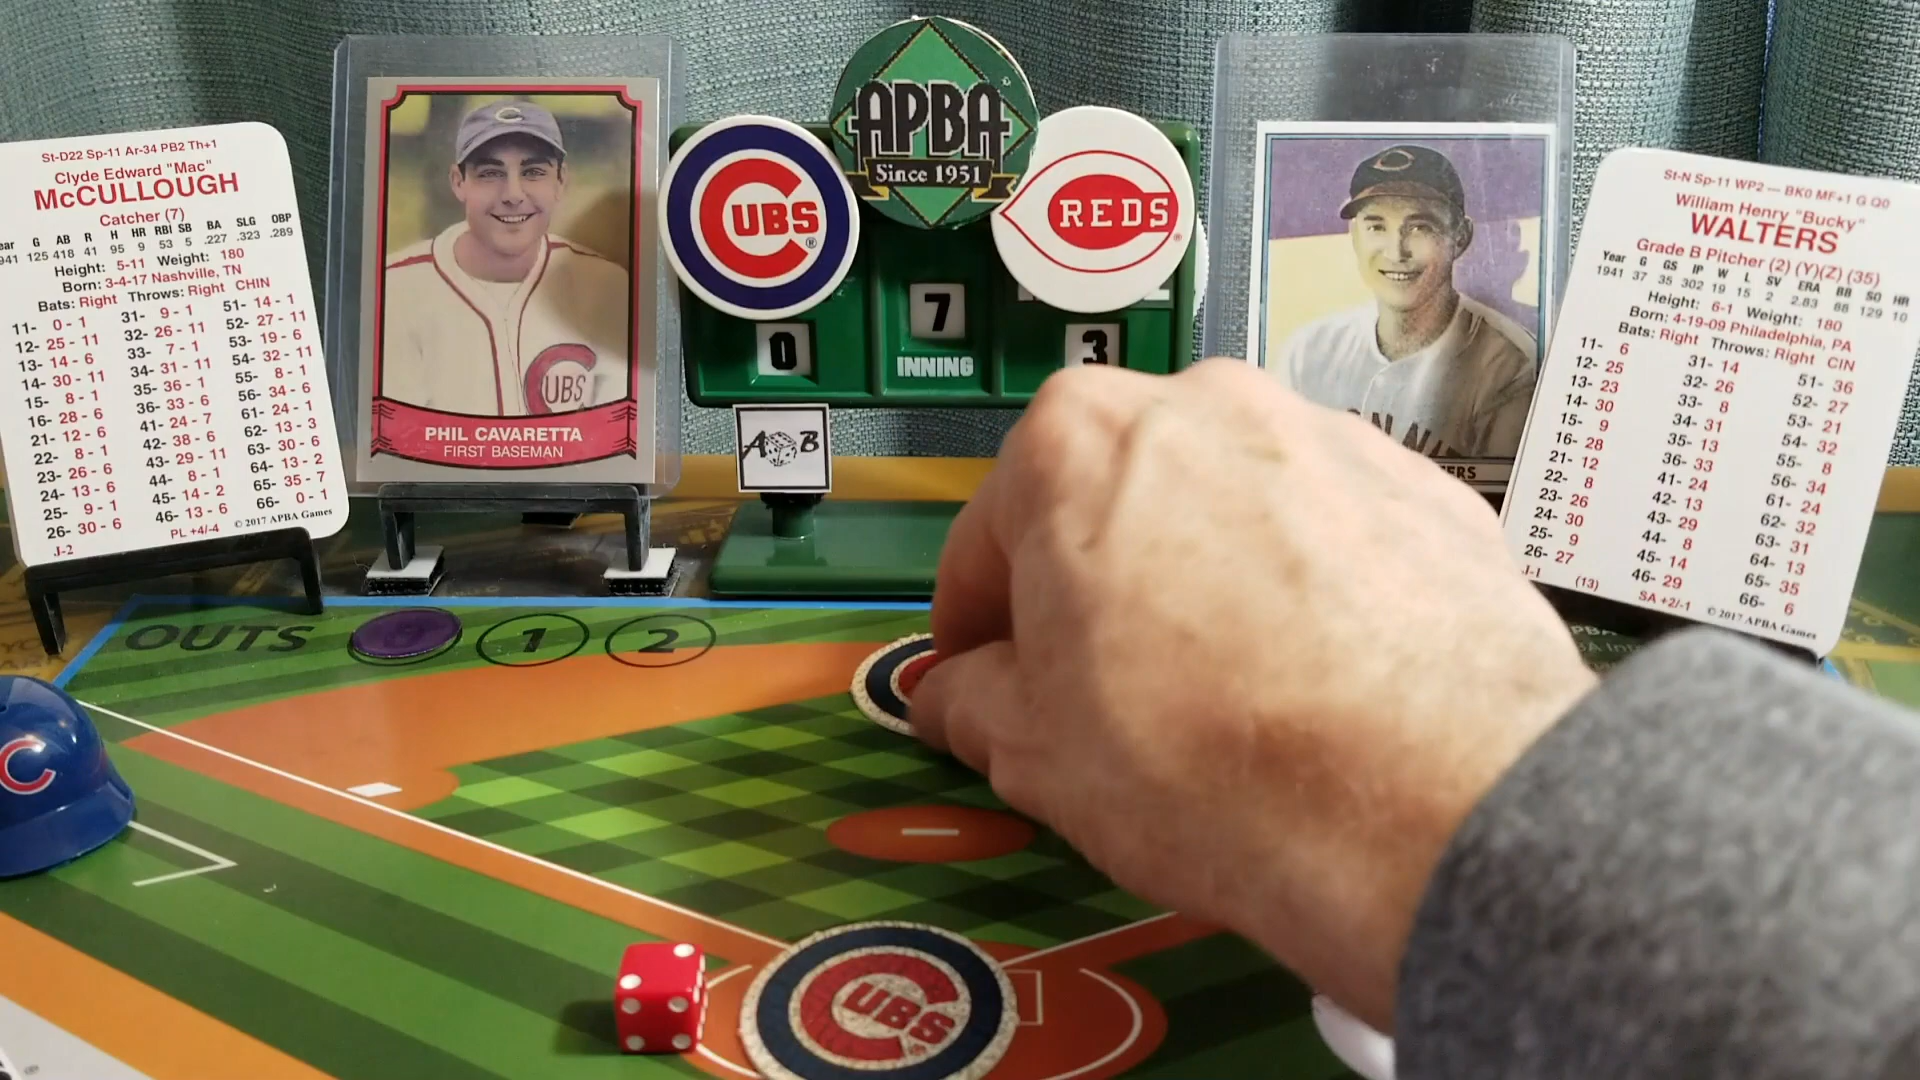 St-D22 Sp-11 Ar-34 PB2 Th+1
Clyde Edward "Mac"
McCULLOUGH
Catcher (7)
ear G AB R H HR RBI SB BA SLG OBP
941 125 418 41 95 9 53 5 .227 .323 .289
Height: 5-11 Weight: 180
Born: 3-4-17 Nashville, TN
Bats: Right Throws: Right CHIN
11- 0 - 1 31- 9 - 1 51- 14 - 1
12- 25 - 11 32- 26 - 11 52- 27 - 11
13- 14 - 6 33- 7 - 1 53- 19 - 6
14- 30 - 11 34- 31 - 11 54- 32 - 11
15- 8 - 1 35- 36 - 1 55- 8 - 1
16- 28 - 6 36- 33 - 6 56- 34 - 6
21- 12 - 6 41- 24 - 7 61- 24 - 1
22- 8 - 1 42- 38 - 6 62- 13 - 3
23- 26 - 6 43- 29 - 11 63- 30 - 6
24- 13 - 6 44- 8 - 1 64- 13 - 2
25- 9 - 1 45- 14 - 2 65- 35 - 7
26- 30 - 6 46- 13 - 6 66- 0 - 1
J-2 PL +4/-4 © 2017 APBA Games
C
UBS
PHIL CAVARETTA
FIRST BASEMAN
APBA
Since 1951
CUBS
REDS
0
7
3
INNING
A B
ERS
St-N Sp-11 WP2 — BK0 MF+1 G Q0
William Henry "Bucky"
WALTERS
Grade B Pitcher (2) (Y)(Z) (35)
Year G GS IP W L SV ERA BB SO HR
1941 37 35 302 19 15 2 2.83 88 129 10
Height: 6-1 Weight: 180
Born: 4-19-09 Philadelphia, PA
Bats: Right Throws: Right CIN
11- 6 31- 14 51- 36
12- 25 32- 26 52- 27
13- 23 33- 8 53- 21
14- 30 34- 31 54- 32
15- 9 35- 13 55- 8
16- 28 36- 33 56- 34
21- 12 41- 24 61- 24
22- 8 42- 13 62- 32
23- 26 43- 29 63- 31
24- 30 44- 8 64- 13
25- 9 45- 14 65- 35
26- 27 46- 29 66- 6
J-1 (13) SA +2/-1 © 2017 APBA Games
OUTS 1 2
C
CUBS